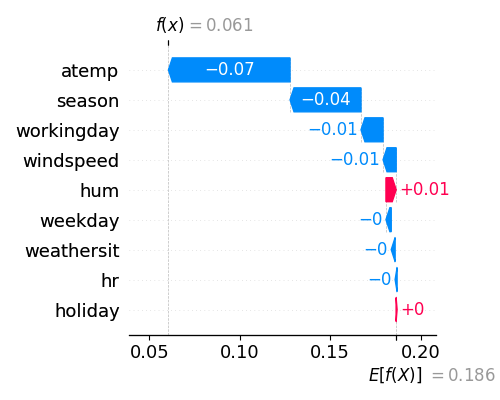 f(x) = 0.061
atemp −0.07
season −0.04
workingday −0.01
windspeed −0.01
hum +0.01
weekday −0
weathersit −0
hr −0
holiday +0
0.05 0.10 0.15 0.20
E[f(X)] = 0.186